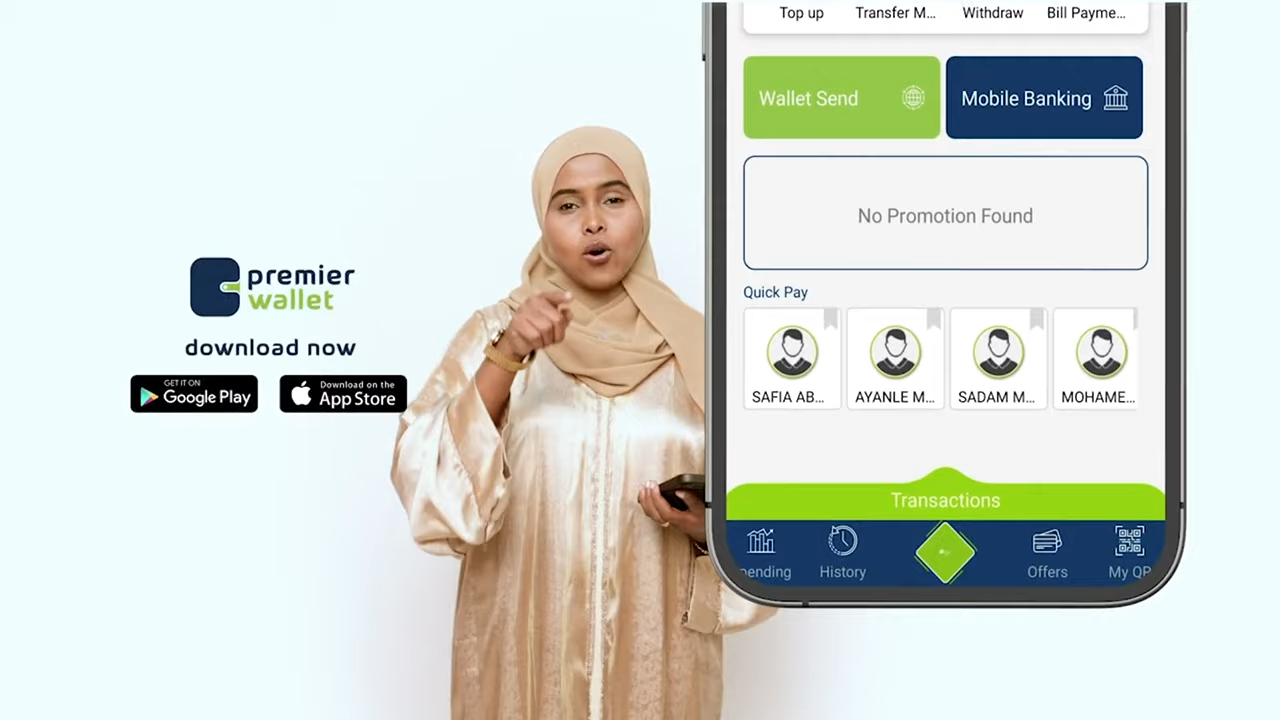 premier
wallet
download now
GET IT ON
Google Play
Download on the
App Store
Top up
Transfer M...
Withdraw
Bill Payme...
Wallet Send
Mobile Banking
No Promotion Found
Quick Pay
SAFIA AB...
AYANLE M...
SADAM M...
MOHAME...
Transactions
pending
History
Offers
My QR